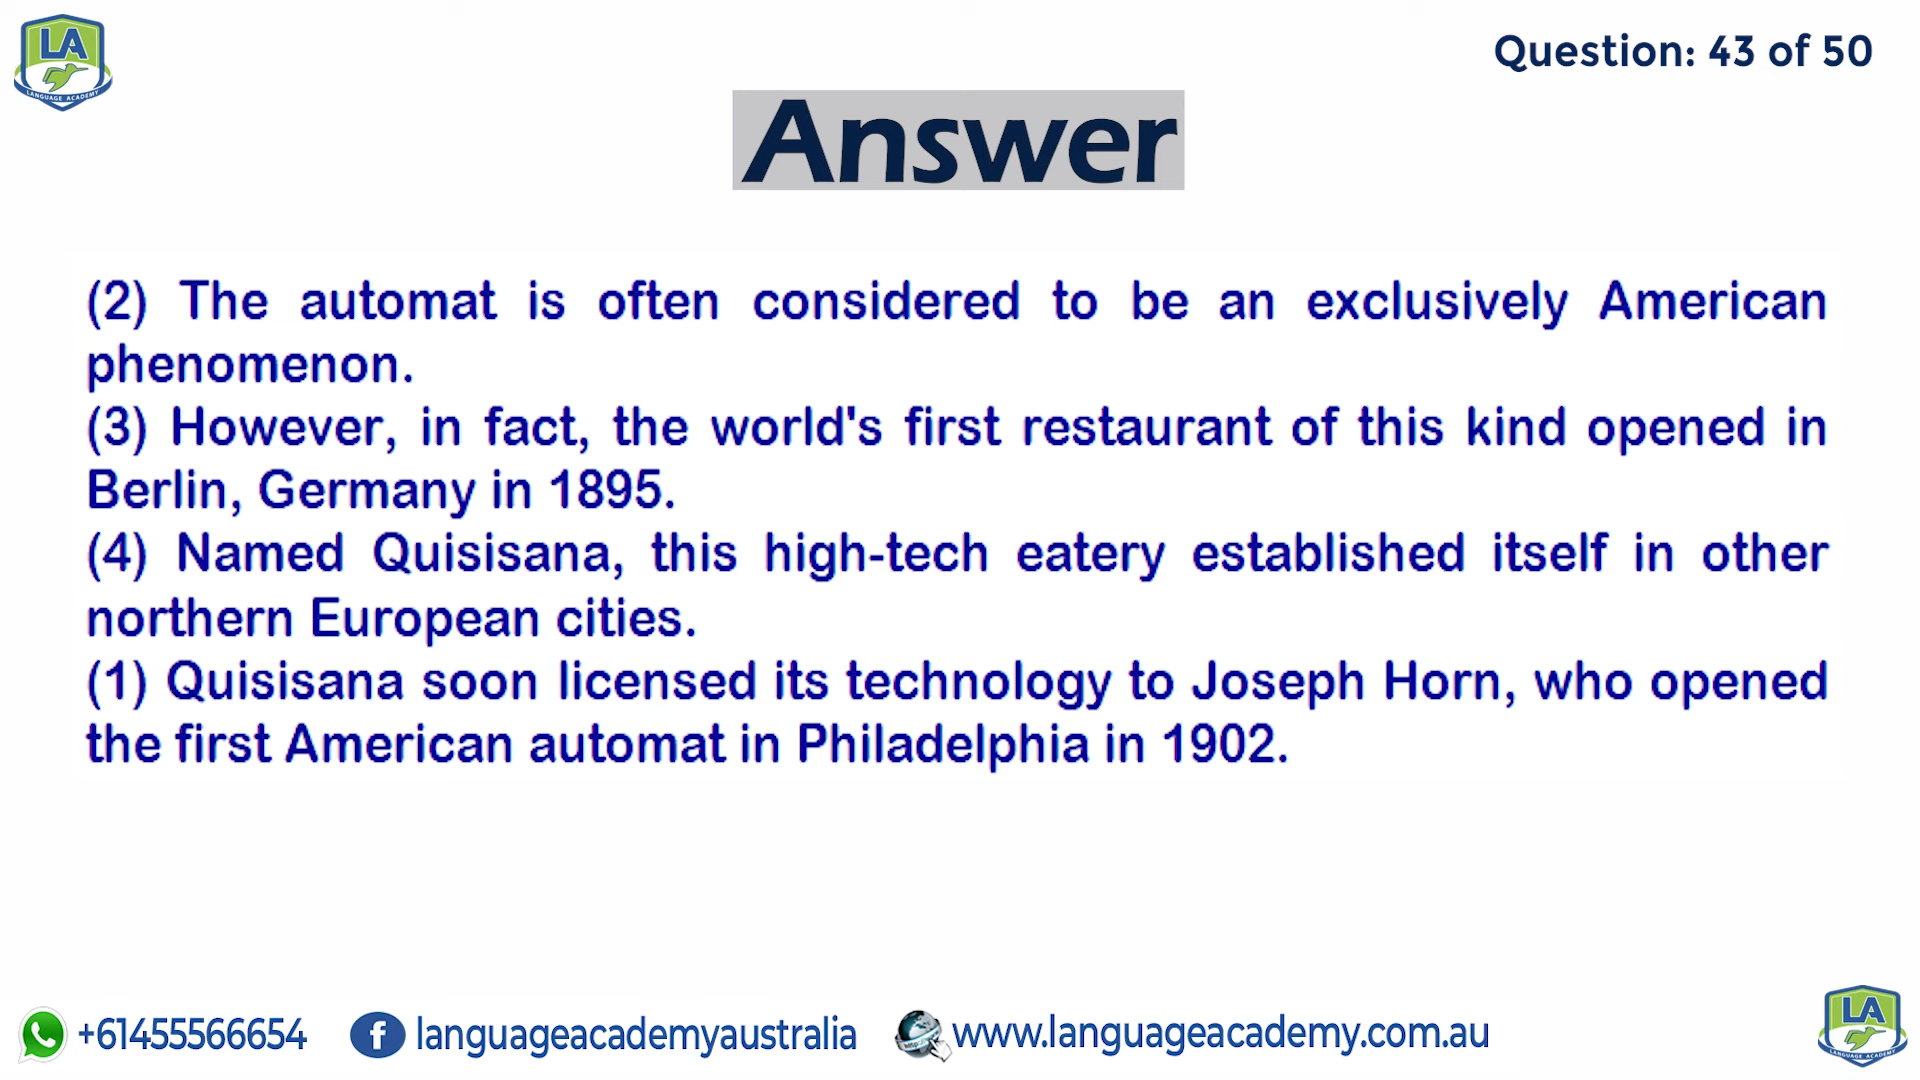 LA
LANGUAGE ACADEMY
Question: 43 of 50
Answer
(2) The automat is often considered to be an exclusively American
phenomenon.
(3) However, in fact, the world's first restaurant of this kind opened in
Berlin, Germany in 1895.
(4) Named Quisisana, this high-tech eatery established itself in other
northern European cities.
(1) Quisisana soon licensed its technology to Joseph Horn, who opened
the first American automat in Philadelphia in 1902.
+61455566654
f languageacademyaustralia
www.languageacademy.com.au
LA
LANGUAGE ACADEMY